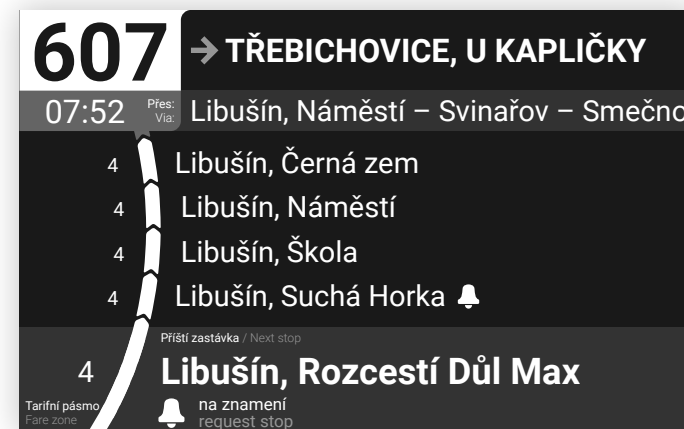 607 → TŘEBICHOVICE, U KAPLIČKY
07:52 Přes: Via: Libušín, Náměstí – Svinařov – Smečno
4 Libušín, Černá zem
4 Libušín, Náměstí
4 Libušín, Škola
4 Libušín, Suchá Horka
Příští zastávka / Next stop
4 Libušín, Rozcestí Důl Max
Tarifní pásmo na znamení
Fare zone request stop